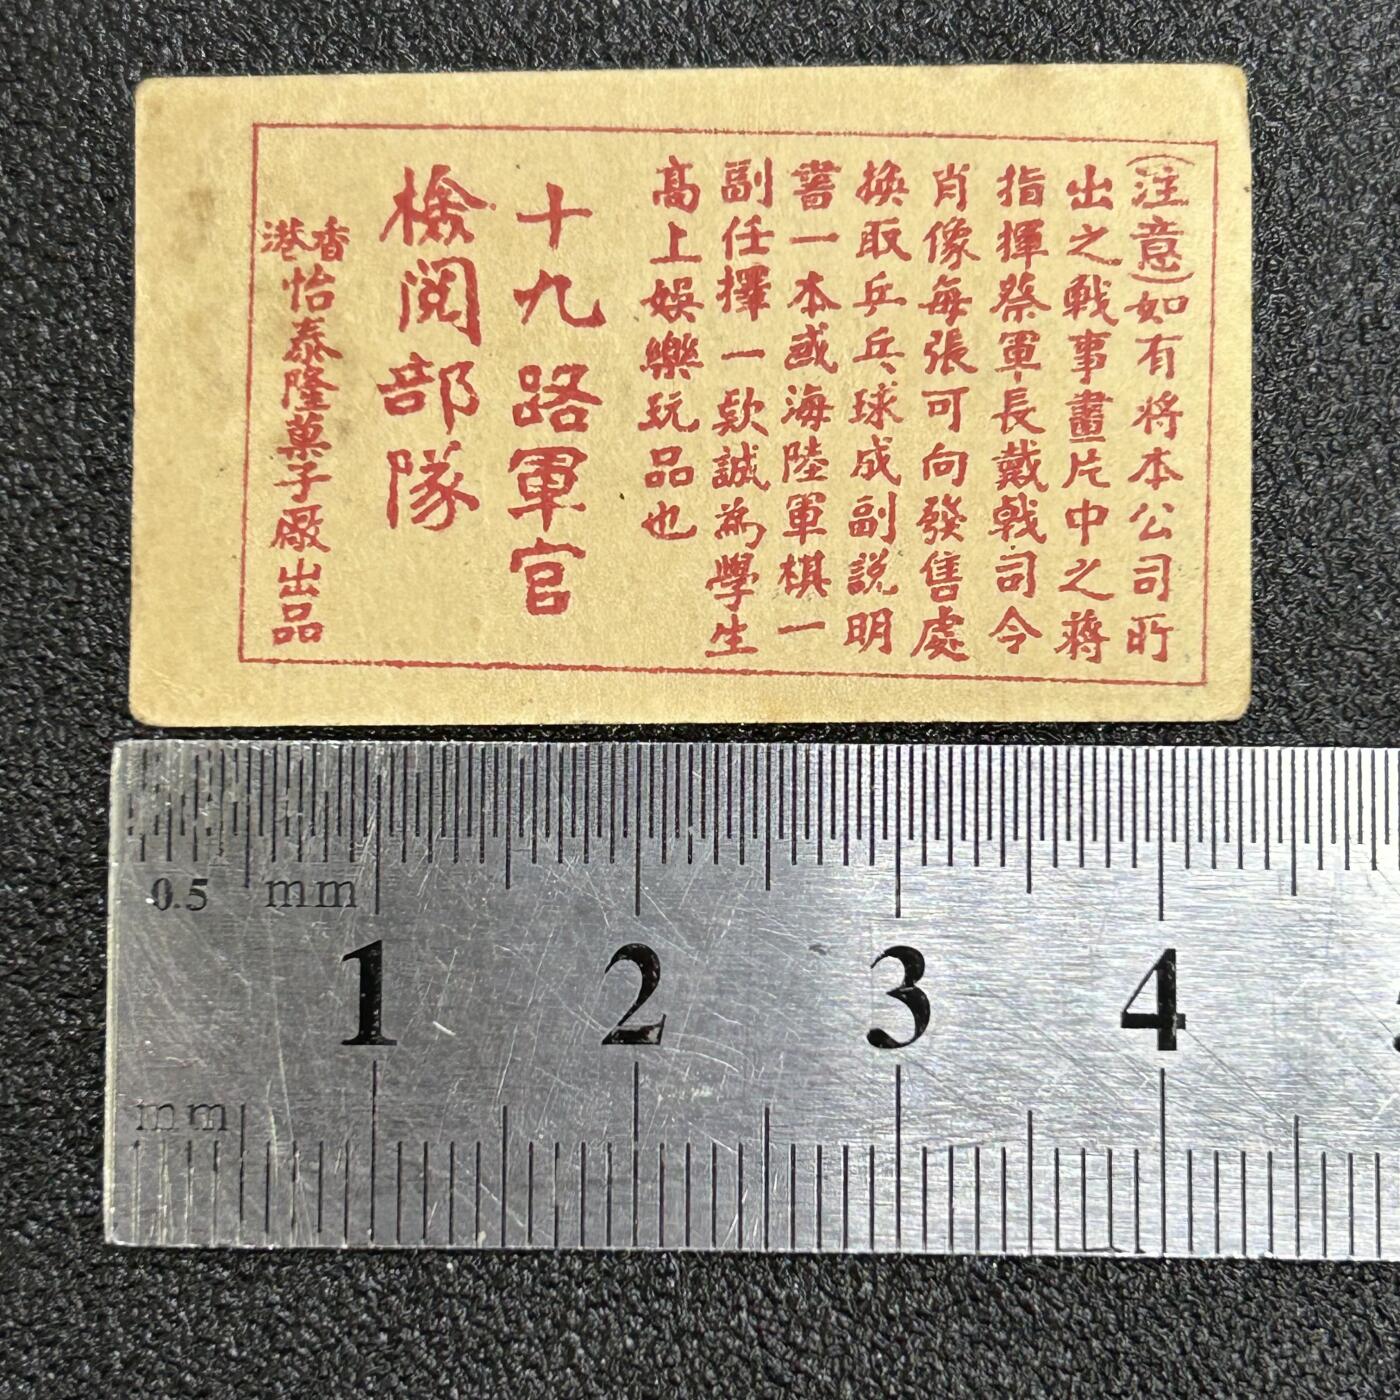 (注意)如有將本公司所
出之戰事畫片中之蔣
指揮蔡軍長戴戟司令
肖像每張可向發售處
換取乒乓球成副説明
書一本或海陸軍棋一
副任擇一款誠為學生
高上娛樂玩品也
十九路軍官
檢閱部隊
香港怡泰隆菓子廠出品
0.5 mm
1 2 3 4
mm